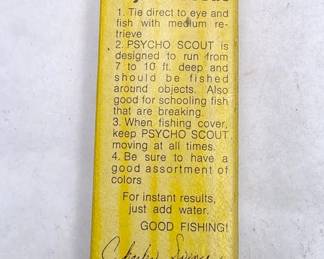 1. Tie direct to eye and
fish with medium re-
trieve
2. PSYCHO SCOUT is
designed to run from
7 to 10 ft. deep and
should be fished
around objects. Also
good for schooling fish
that are breaking.
3. When fishing cover,
keep PSYCHO SCOUT
moving at all times.
4. Be sure to have a
good assortment of
colors
For instant results,
just add water.
GOOD FISHING!